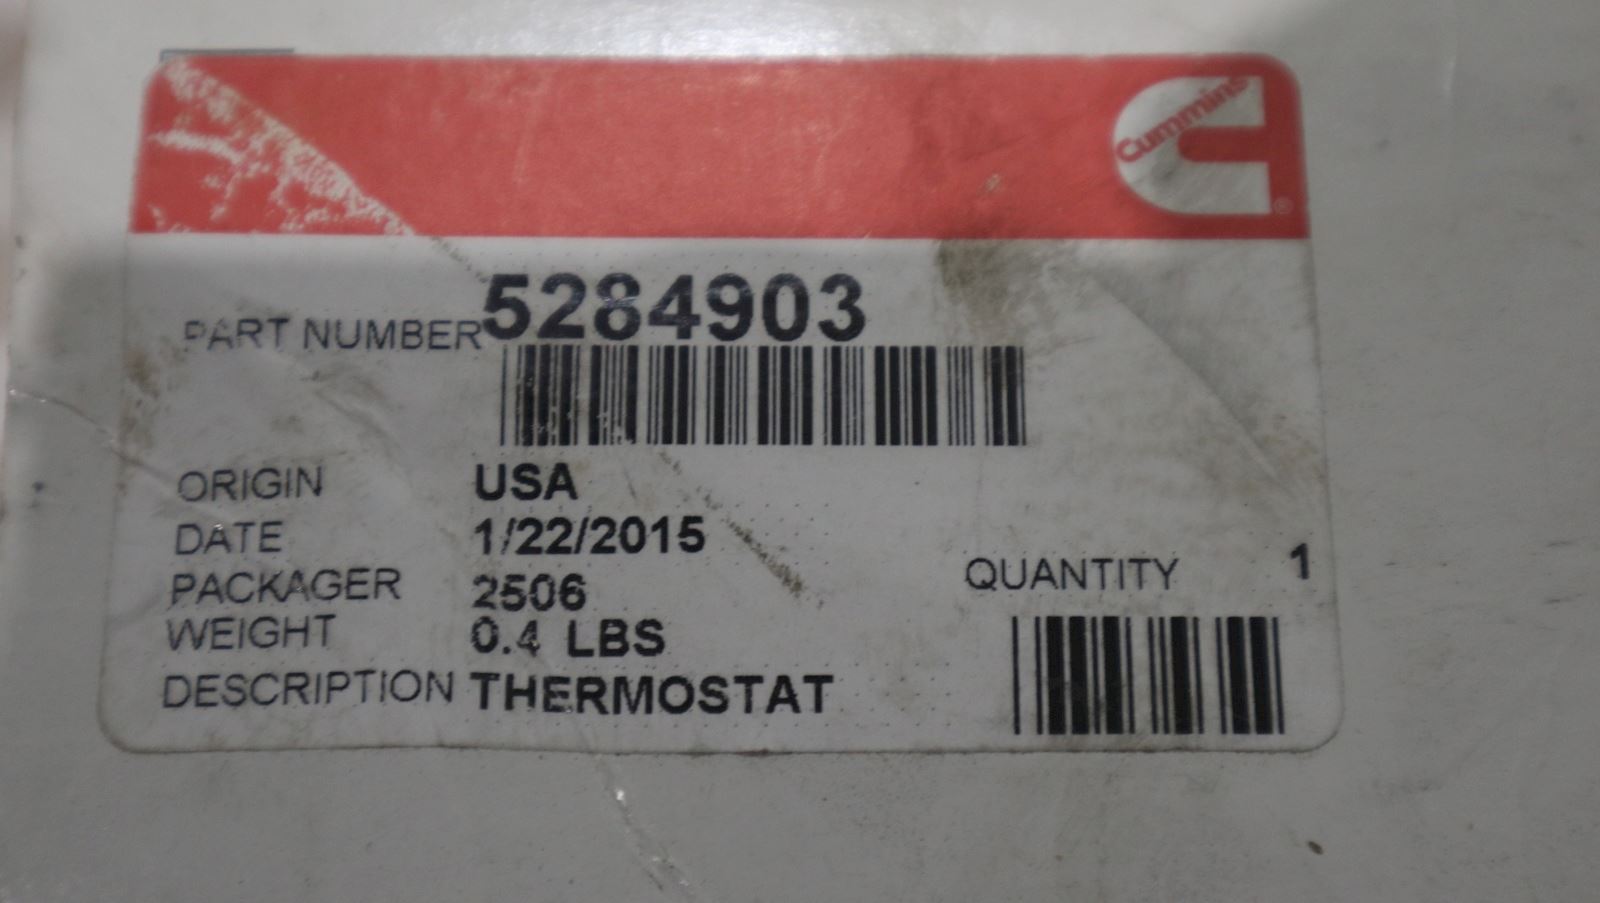 Cummins
®
PART NUMBER 5284903
ORIGIN USA
DATE 1/22/2015
PACKAGER 2506
QUANTITY 1
WEIGHT 0.4 LBS
DESCRIPTION THERMOSTAT